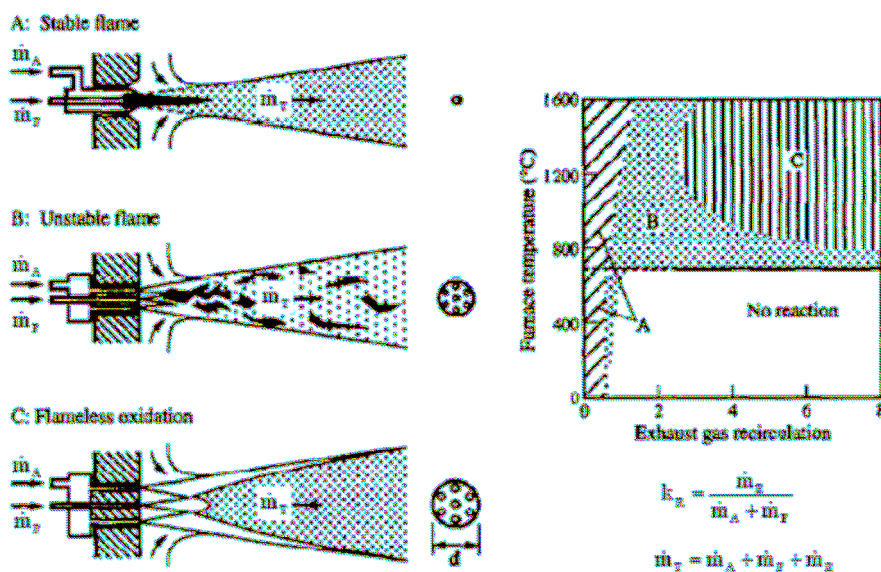 A: Stable flame
ṁ_A
ṁ_F
ṁ_T
B: Unstable flame
ṁ_A
ṁ_F
ṁ_T
C: Flameless oxidation
ṁ_A
ṁ_F
ṁ_T
d
Furnace temperature (°C)
1600
1200
800
400
0
C
B
A
No reaction
0 2 4 6 8
Exhaust gas recirculation
k_E = ṁ_E / (ṁ_A + ṁ_F)
ṁ_T = ṁ_A + ṁ_F + ṁ_E